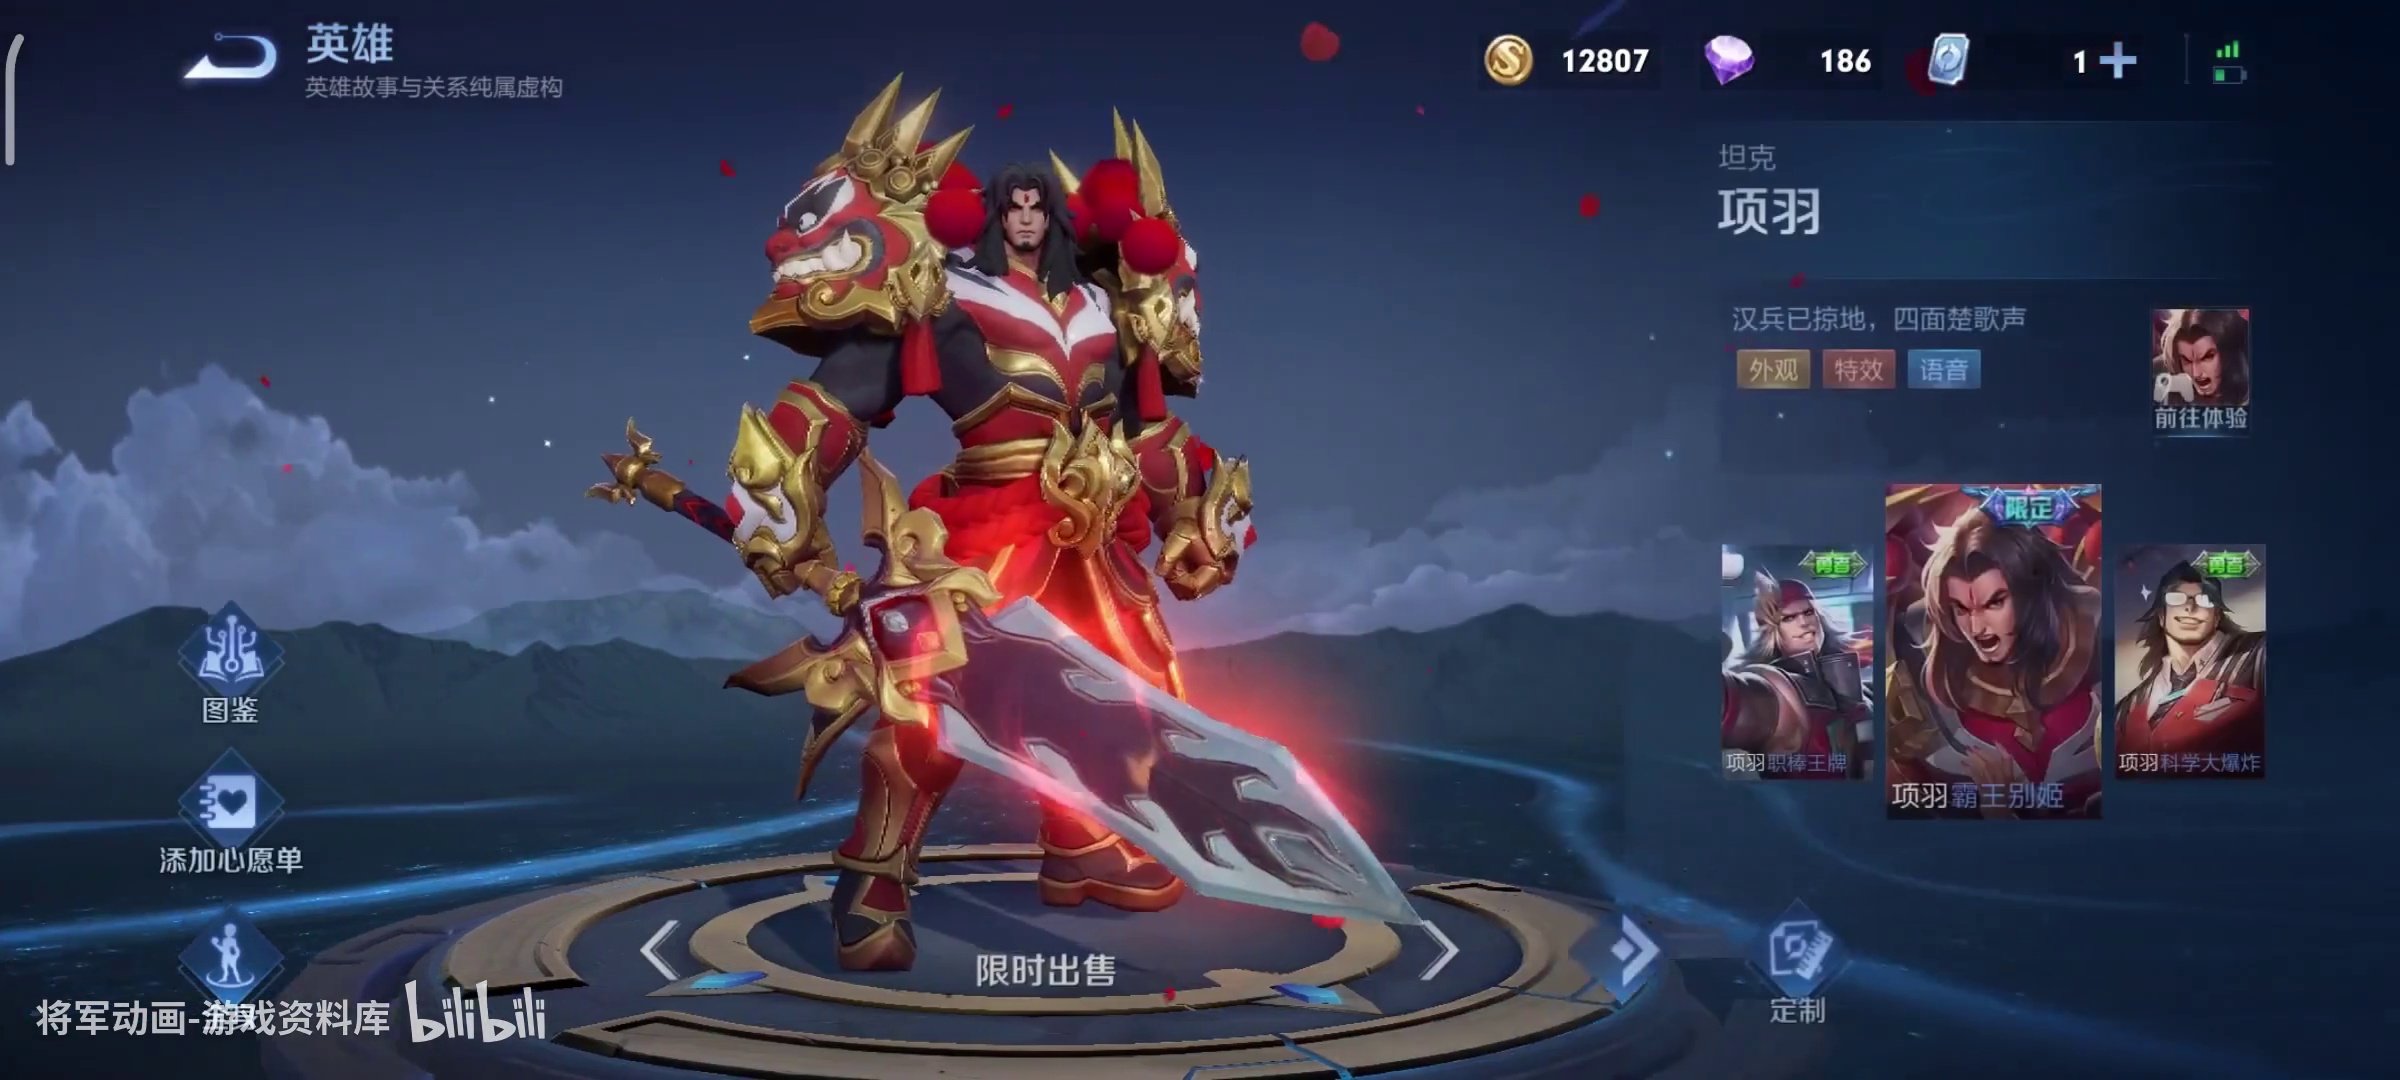 英雄
英雄故事与关系纯属虚构
12807
186
1
坦克
项羽
汉兵已掠地，四面楚歌声
外观
特效
语音
前往体验
勇者
限定
勇者
项羽职棒王牌
项羽霸王别姬
项羽科学大爆炸
图鉴
添加心愿单
限时出售
定制
将军动画-游戏资料库 bilibili